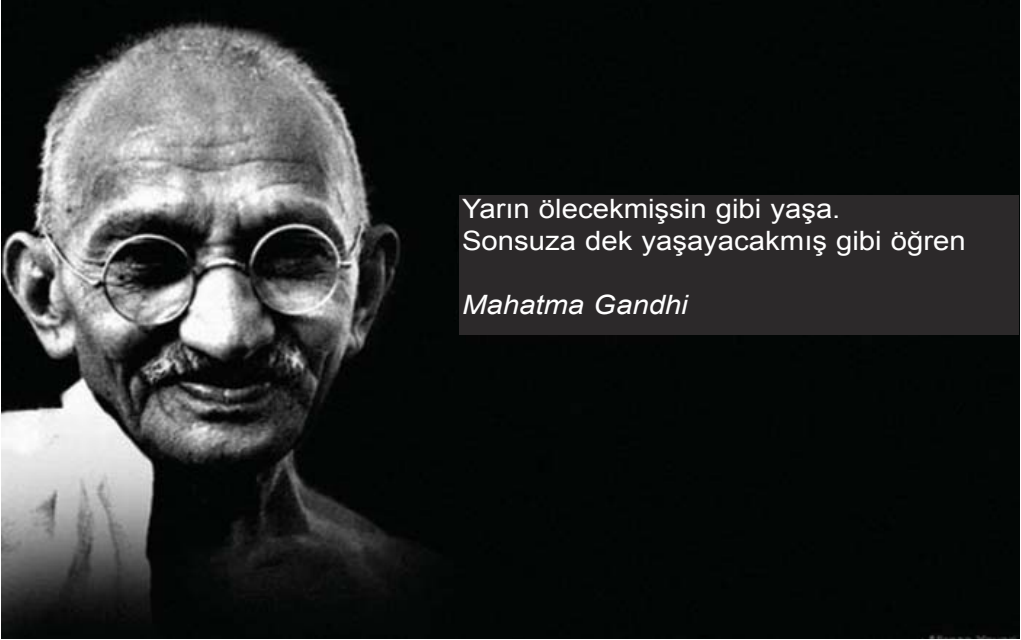 Yarın ölecekmişsin gibi yaşa.
Sonsuza dek yaşayacakmış gibi öğren
Mahatma Gandhi